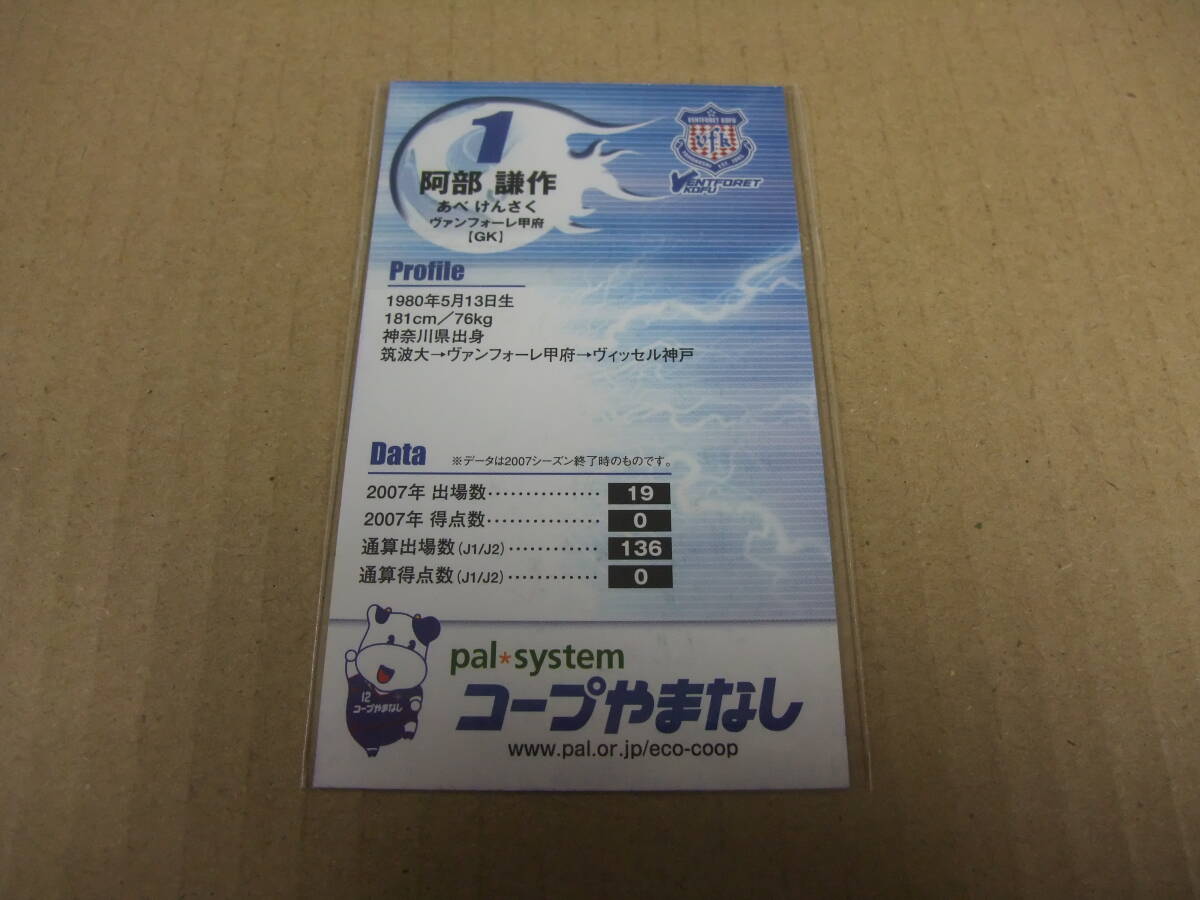 1
阿部 謙作
あべ けんさく
ヴァンフォーレ甲府
【GK】
VENTFORET KOFU
vfk
VENTFORET
KOFU
Profile
1980年5月13日生
181cm／76kg
神奈川県出身
筑波大→ヴァンフォーレ甲府→ヴィッセル神戸
Data ※データは2007シーズン終了時のものです。
2007年 出場数……………19
2007年 得点数……………0
通算出場数(J1/J2)…………136
通算得点数(J1/J2)…………0
12
コープやまなし
pal*system
コープやまなし
www.pal.or.jp/eco-coop